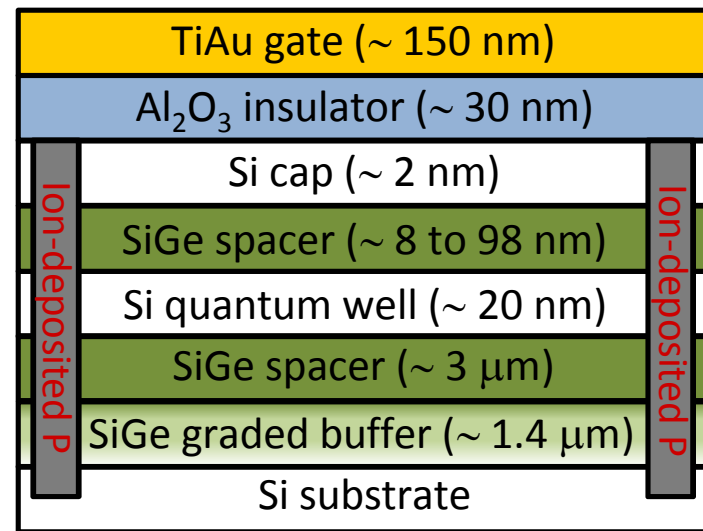 TiAu gate (~ 150 nm)
Al₂O₃ insulator (~ 30 nm)
Si cap (~ 2 nm)
SiGe spacer (~ 8 to 98 nm)
Si quantum well (~ 20 nm)
SiGe spacer (~ 3 μm)
SiGe graded buffer (~ 1.4 μm)
Si substrate
Ion-deposited P
Ion-deposited P